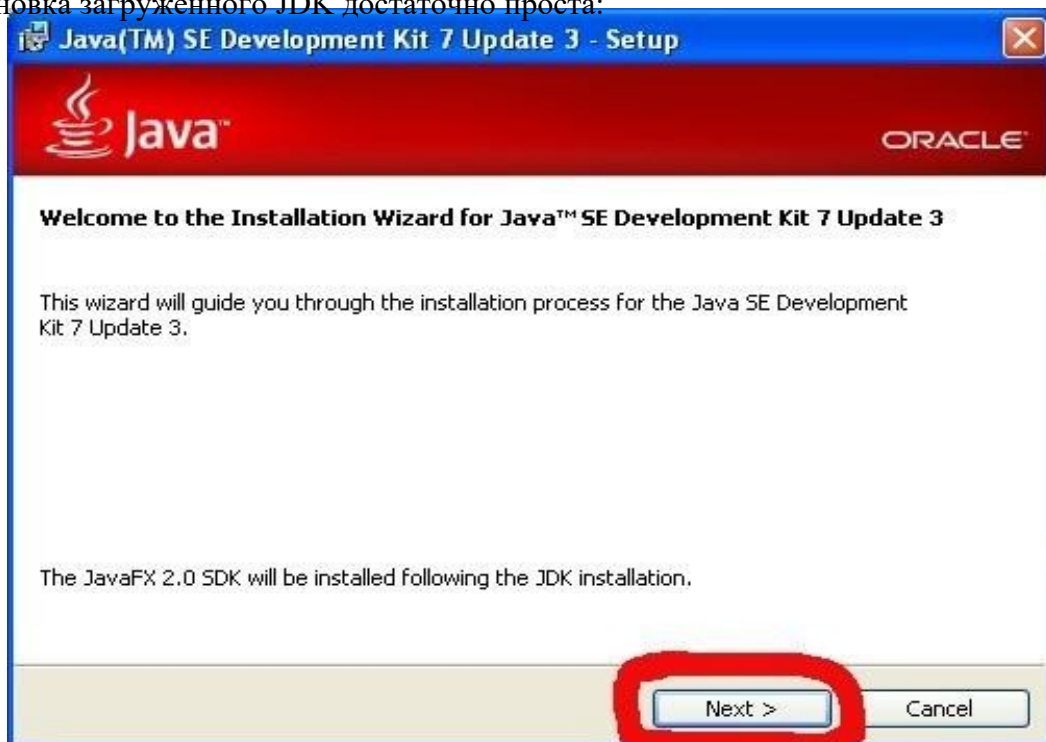 новка загруженного JDK достаточно проста:
Java(TM) SE Development Kit 7 Update 3 - Setup
Java™
ORACLE®
Welcome to the Installation Wizard for Java™ SE Development Kit 7 Update 3
This wizard will guide you through the installation process for the Java SE Development
Kit 7 Update 3.
The JavaFX 2.0 SDK will be installed following the JDK installation.
Next >
Cancel